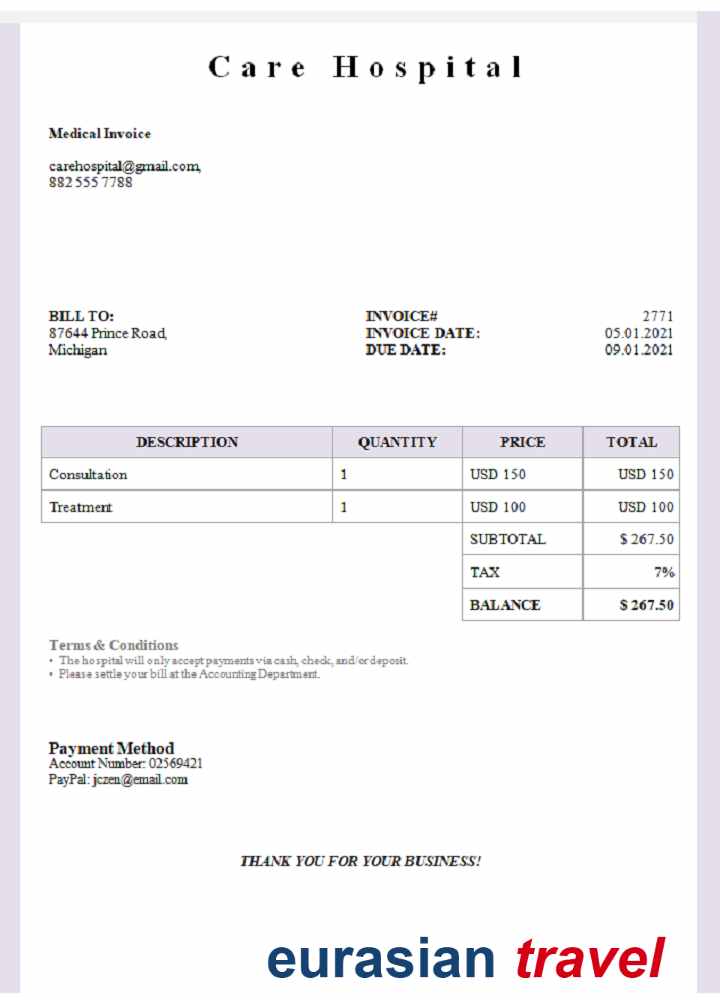 Care Hospital
Medical Invoice
carehospital@gmail.com,
882 555 7788
BILL TO:
87644 Prince Road,
Michigan
INVOICE# 2771
INVOICE DATE: 05.01.2021
DUE DATE: 09.01.2021
DESCRIPTION QUANTITY PRICE TOTAL
Consultation 1 USD 150 USD 150
Treatment 1 USD 100 USD 100
SUBTOTAL $ 267.50
TAX 7%
BALANCE $ 267.50
Terms & Conditions
• The hospital will only accept payments via cash, check, and/or deposit.
• Please settle your bill at the Accounting Department.
Payment Method
Account Number: 02569421
PayPal: jczen@email.com
THANK YOU FOR YOUR BUSINESS!
eurasian travel